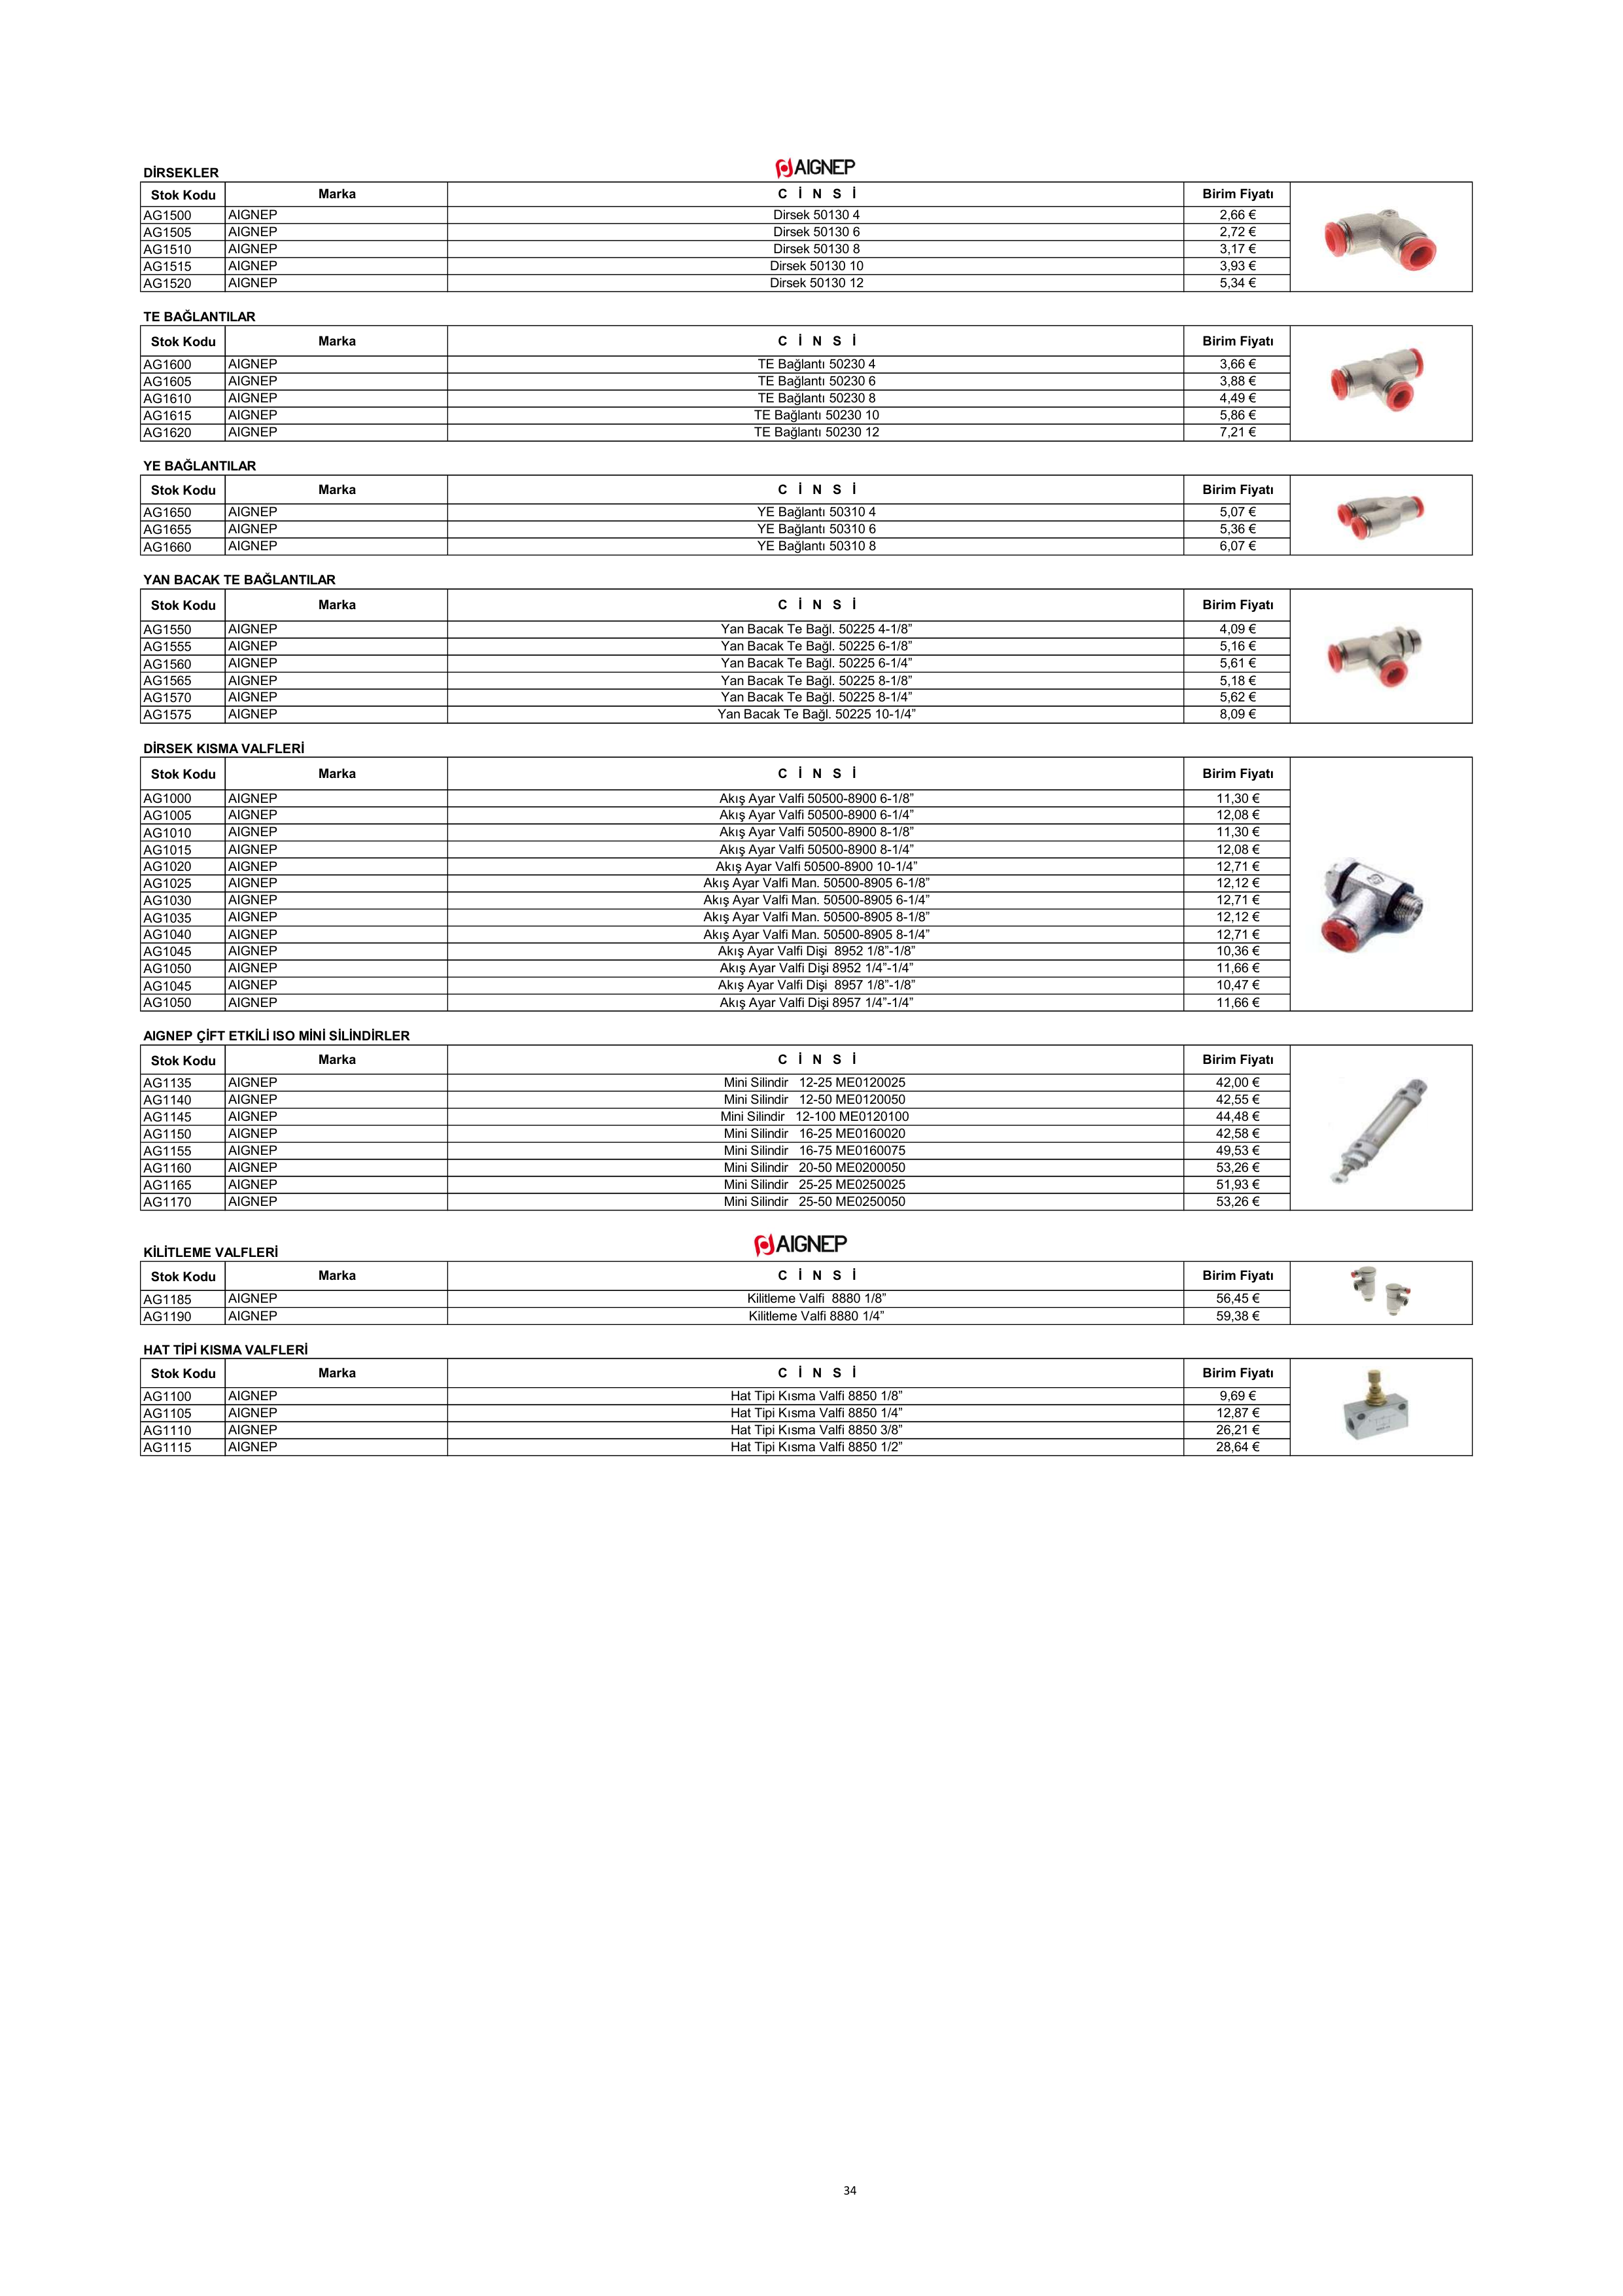 AIGNEP
DİRSEKLER
Stok Kodu Marka C İ N S İ Birim Fiyatı
AG1500 AIGNEP Dirsek 50130 4 2,66 €
AG1505 AIGNEP Dirsek 50130 6 2,72 €
AG1510 AIGNEP Dirsek 50130 8 3,17 €
AG1515 AIGNEP Dirsek 50130 10 3,93 €
AG1520 AIGNEP Dirsek 50130 12 5,34 €
TE BAĞLANTILAR
Stok Kodu Marka C İ N S İ Birim Fiyatı
AG1600 AIGNEP TE Bağlantı 50230 4 3,66 €
AG1605 AIGNEP TE Bağlantı 50230 6 3,88 €
AG1610 AIGNEP TE Bağlantı 50230 8 4,49 €
AG1615 AIGNEP TE Bağlantı 50230 10 5,86 €
AG1620 AIGNEP TE Bağlantı 50230 12 7,21 €
YE BAĞLANTILAR
Stok Kodu Marka C İ N S İ Birim Fiyatı
AG1650 AIGNEP YE Bağlantı 50310 4 5,07 €
AG1655 AIGNEP YE Bağlantı 50310 6 5,36 €
AG1660 AIGNEP YE Bağlantı 50310 8 6,07 €
YAN BACAK TE BAĞLANTILAR
Stok Kodu Marka C İ N S İ Birim Fiyatı
AG1550 AIGNEP Yan Bacak Te Bağl. 50225 4-1/8” 4,09 €
AG1555 AIGNEP Yan Bacak Te Bağl. 50225 6-1/8” 5,16 €
AG1560 AIGNEP Yan Bacak Te Bağl. 50225 6-1/4” 5,61 €
AG1565 AIGNEP Yan Bacak Te Bağl. 50225 8-1/8” 5,18 €
AG1570 AIGNEP Yan Bacak Te Bağl. 50225 8-1/4” 5,62 €
AG1575 AIGNEP Yan Bacak Te Bağl. 50225 10-1/4” 8,09 €
DİRSEK KISMA VALFLERİ
Stok Kodu Marka C İ N S İ Birim Fiyatı
AG1000 AIGNEP Akış Ayar Valfi 50500-8900 6-1/8” 11,30 €
AG1005 AIGNEP Akış Ayar Valfi 50500-8900 6-1/4” 12,08 €
AG1010 AIGNEP Akış Ayar Valfi 50500-8900 8-1/8” 11,30 €
AG1015 AIGNEP Akış Ayar Valfi 50500-8900 8-1/4” 12,08 €
AG1020 AIGNEP Akış Ayar Valfi 50500-8900 10-1/4” 12,71 €
AG1025 AIGNEP Akış Ayar Valfi Man. 50500-8905 6-1/8” 12,12 €
AG1030 AIGNEP Akış Ayar Valfi Man. 50500-8905 6-1/4” 12,71 €
AG1035 AIGNEP Akış Ayar Valfi Man. 50500-8905 8-1/8” 12,12 €
AG1040 AIGNEP Akış Ayar Valfi Man. 50500-8905 8-1/4” 12,71 €
AG1045 AIGNEP Akış Ayar Valfi Dişi 8952 1/8”-1/8” 10,36 €
AG1050 AIGNEP Akış Ayar Valfi Dişi 8952 1/4”-1/4” 11,66 €
AG1045 AIGNEP Akış Ayar Valfi Dişi 8957 1/8”-1/8” 10,47 €
AG1050 AIGNEP Akış Ayar Valfi Dişi 8957 1/4”-1/4” 11,66 €
AIGNEP ÇİFT ETKİLİ ISO MİNİ SİLİNDİRLER
Stok Kodu Marka C İ N S İ Birim Fiyatı
AG1135 AIGNEP Mini Silindir 12-25 ME0120025 42,00 €
AG1140 AIGNEP Mini Silindir 12-50 ME0120050 42,55 €
AG1145 AIGNEP Mini Silindir 12-100 ME0120100 44,48 €
AG1150 AIGNEP Mini Silindir 16-25 ME0160020 42,58 €
AG1155 AIGNEP Mini Silindir 16-75 ME0160075 49,53 €
AG1160 AIGNEP Mini Silindir 20-50 ME0200050 53,26 €
AG1165 AIGNEP Mini Silindir 25-25 ME0250025 51,93 €
AG1170 AIGNEP Mini Silindir 25-50 ME0250050 53,26 €
AIGNEP
KİLİTLEME VALFLERİ
Stok Kodu Marka C İ N S İ Birim Fiyatı
AG1185 AIGNEP Kilitleme Valfi 8880 1/8” 56,45 €
AG1190 AIGNEP Kilitleme Valfi 8880 1/4” 59,38 €
HAT TİPİ KISMA VALFLERİ
Stok Kodu Marka C İ N S İ Birim Fiyatı
AG1100 AIGNEP Hat Tipi Kısma Valfi 8850 1/8” 9,69 €
AG1105 AIGNEP Hat Tipi Kısma Valfi 8850 1/4” 12,87 €
AG1110 AIGNEP Hat Tipi Kısma Valfi 8850 3/8” 26,21 €
AG1115 AIGNEP Hat Tipi Kısma Valfi 8850 1/2” 28,64 €
34